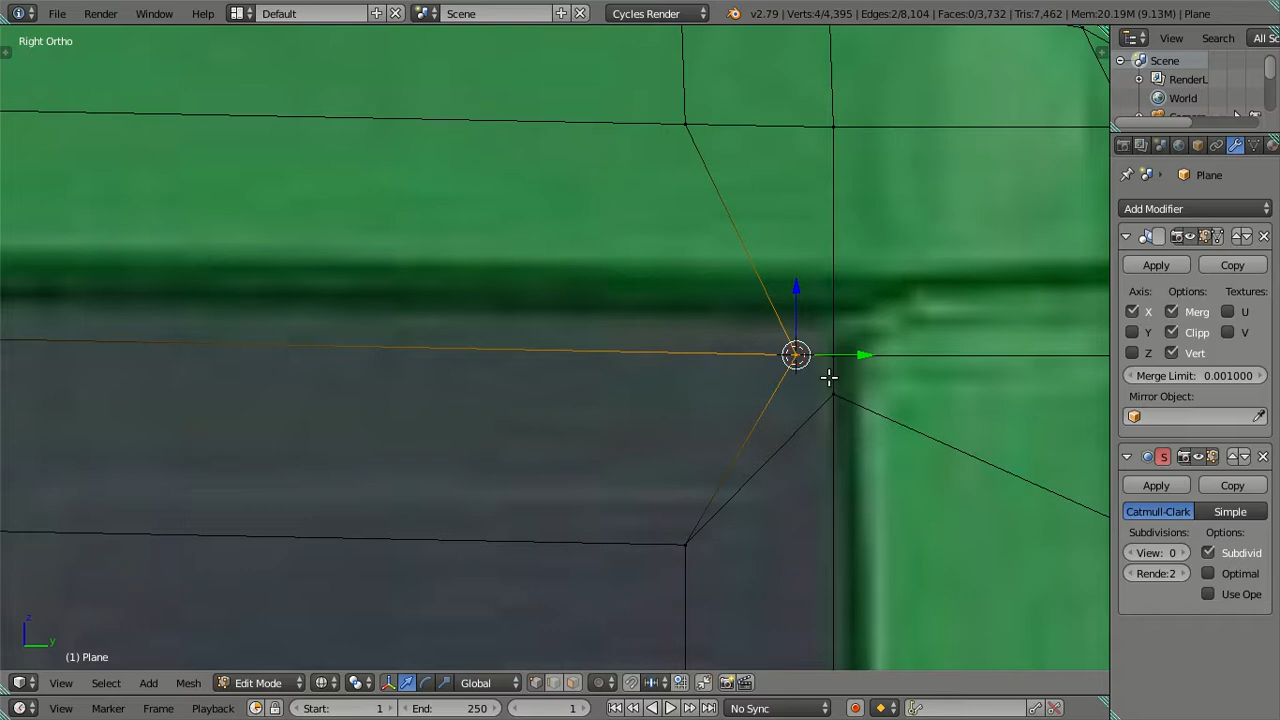 File Render Window Help Default Scene Cycles Render v2.79 | Verts:4/4,395 | Edges:2/8,104 | Faces:0/3,732 | Tris:7,462 | Mem:20.19M (9.13M) | Plane
Right Ortho
View Search All Sc
Scene
RenderL
World
Plane
Add Modifier
Apply Copy
Axis: Options: Textures:
X Merg U
Y Clipp V
Z Vert
Merge Limit: 0.001000
Mirror Object:
S
Apply Copy
Catmull-Clark Simple
Subdivisions: Options:
View: 0 Subdivid
Rende:2 Optimal
Use Ope
z
y
(1) Plane
View Select Add Mesh Edit Mode Global
View Marker Frame Playback Start: 1 End: 250 1 No Sync